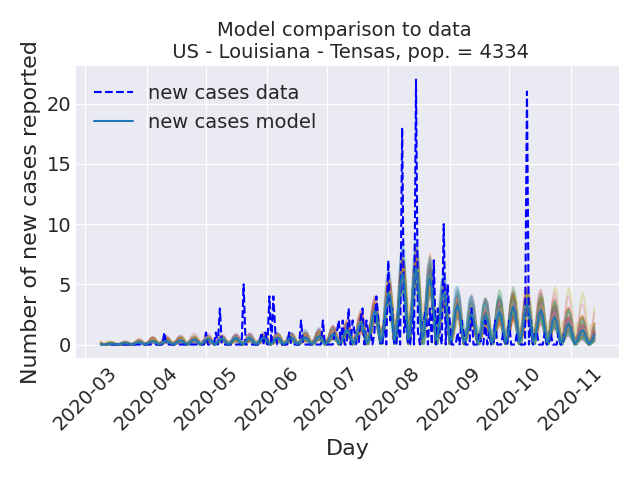 Model comparison to data
US - Louisiana - Tensas, pop. = 4334
Number of new cases reported
20
15
10
5
0
new cases data
new cases model
2020-03
2020-04
2020-05
2020-06
2020-07
2020-08
2020-09
2020-10
2020-11
Day